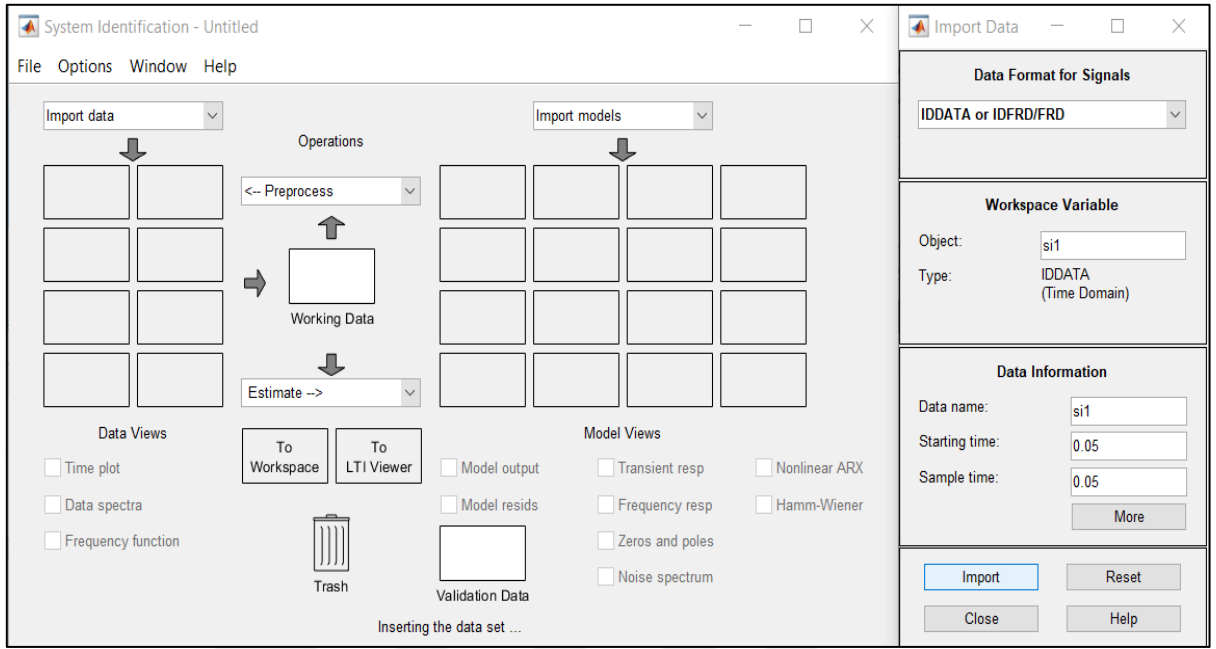 System Identification - Untitled
File Options Window Help
Import data
Import models
Operations
<-- Preprocess
Working Data
Estimate -->
Data Views
Time plot
Data spectra
Frequency function
To
Workspace
To
LTI Viewer
Trash
Model Views
Model output
Transient resp
Nonlinear ARX
Model resids
Frequency resp
Hamm-Wiener
Zeros and poles
Noise spectrum
Validation Data
Inserting the data set ...
Import Data
Data Format for Signals
IDDATA or IDFRD/FRD
Workspace Variable
Object: si1
Type: IDDATA
(Time Domain)
Data Information
Data name: si1
Starting time: 0.05
Sample time: 0.05
More
Import Reset
Close Help